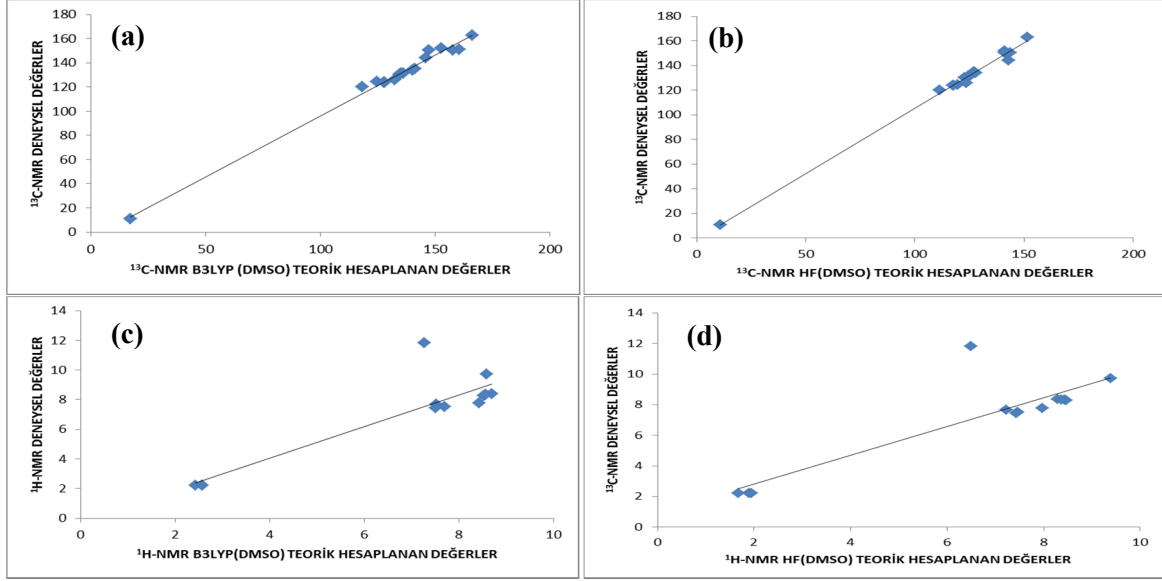 (a)
¹³C-NMR DENEYSEL DEĞERLER
180
160
140
120
100
80
60
40
20
0
0 50 100 150 200
¹³C-NMR B3LYP (DMSO) TEORİK HESAPLANAN DEĞERLER
(b)
¹³C-NMR DENEYSEL DEĞERLER
180
160
140
120
100
80
60
40
20
0
0 50 100 150 200
¹³C-NMR HF(DMSO) TEORİK HESAPLANAN DEĞERLER
(c)
¹H-NMR DENEYSEL DEĞERLER
14
12
10
8
6
4
2
0
0 2 4 6 8 10
¹H-NMR B3LYP(DMSO) TEORİK HESAPLANAN DEĞERLER
(d)
¹³C-NMR DENEYSEL DEĞERLER
14
12
10
8
6
4
2
0
0 2 4 6 8 10
¹H-NMR HF(DMSO) TEORİK HESAPLANAN DEĞERLER